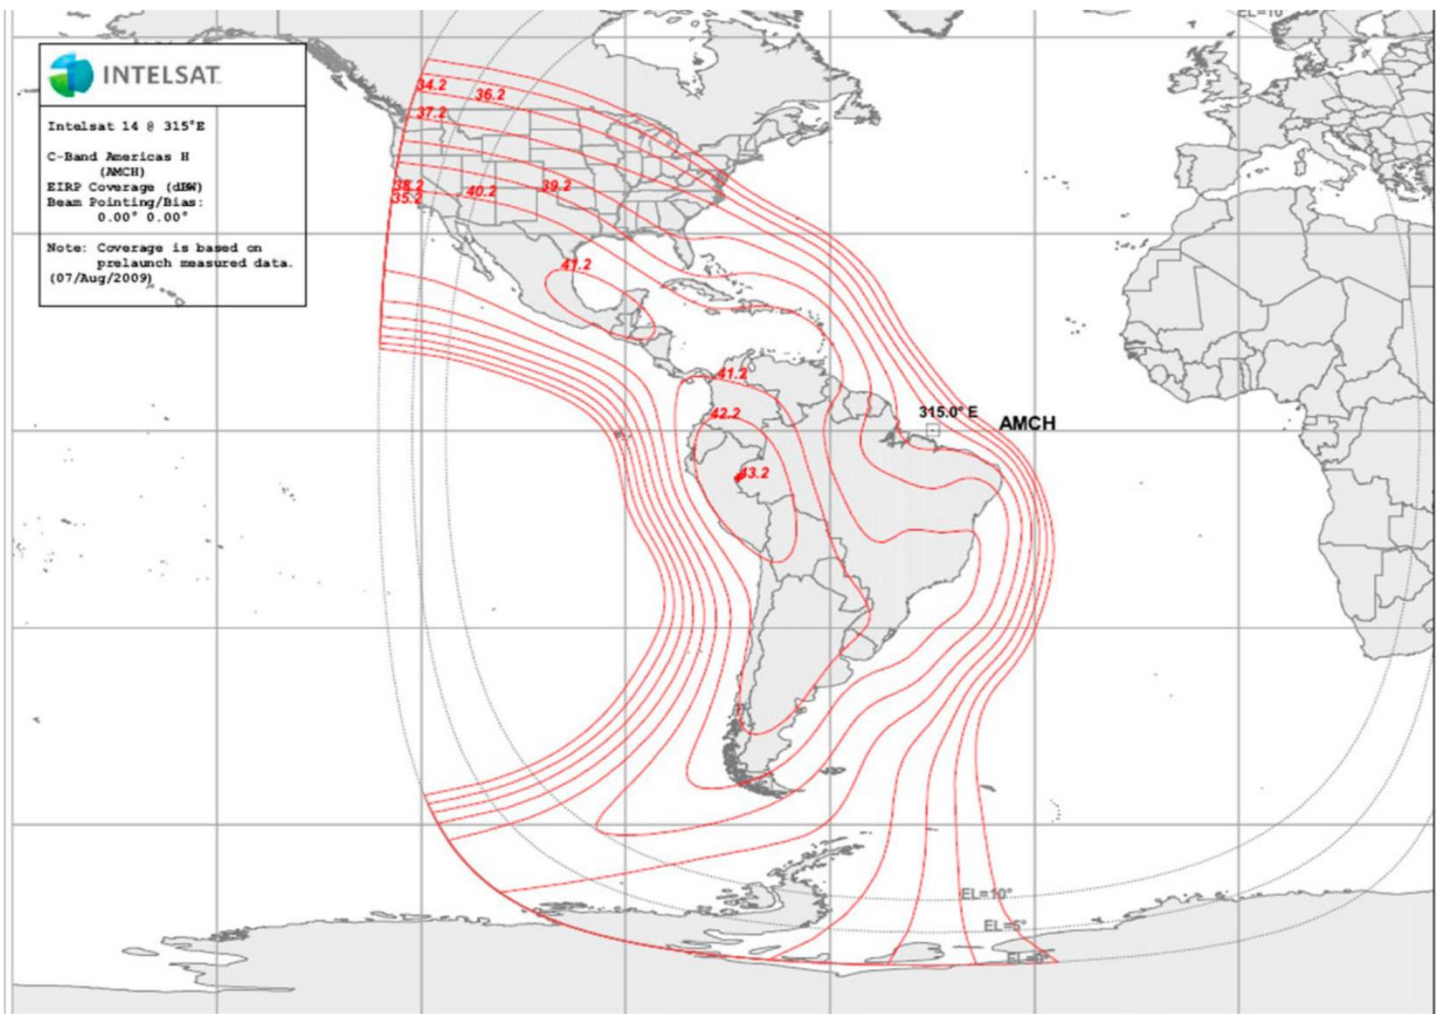 EL=10°
INTELSAT
Intelsat 14 @ 315°E
C-Band Americas H
(AMCH)
EIRP Coverage (dBW)
Beam Pointing/Bias:
0.00° 0.00°
Note: Coverage is based on
prelaunch measured data.
(07/Aug/2009)
34.2
36.2
37.2
38.2
35.2
40.2
39.2
41.2
41.2
42.2
315.0° E
AMCH
43.2
EL=10°
EL=5°
EL=0°